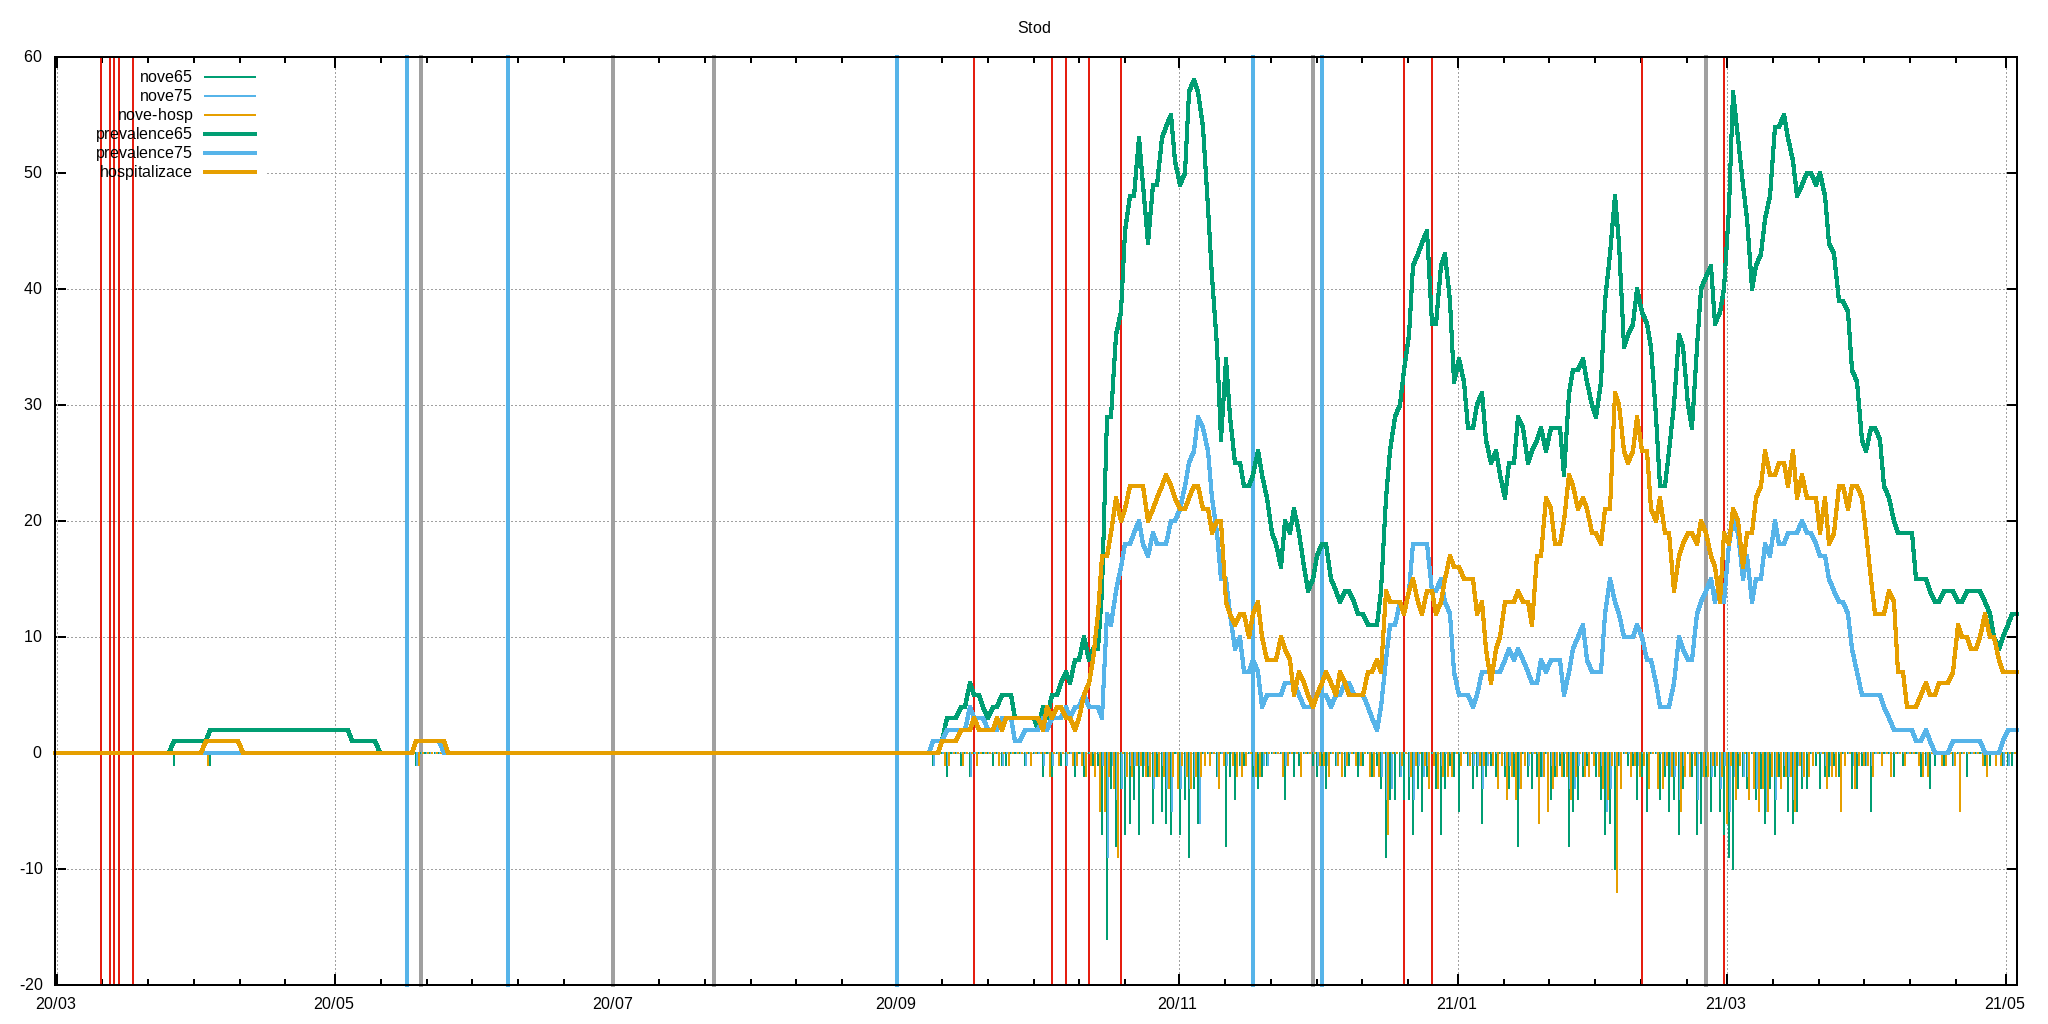 Stod
60
nove65
nove75
nove-hosp
prevalence65
prevalence75
hospitalizace
50
40
30
20
10
0
-10
-20
20/03 20/05 20/07 20/09 20/11 21/01 21/03 21/05